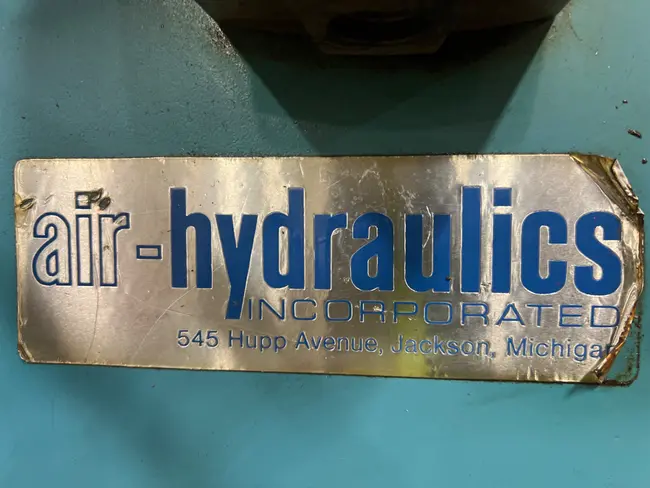 air-hydraulics
INCORPORATED
545 Hupp Avenue, Jackson, Michigan